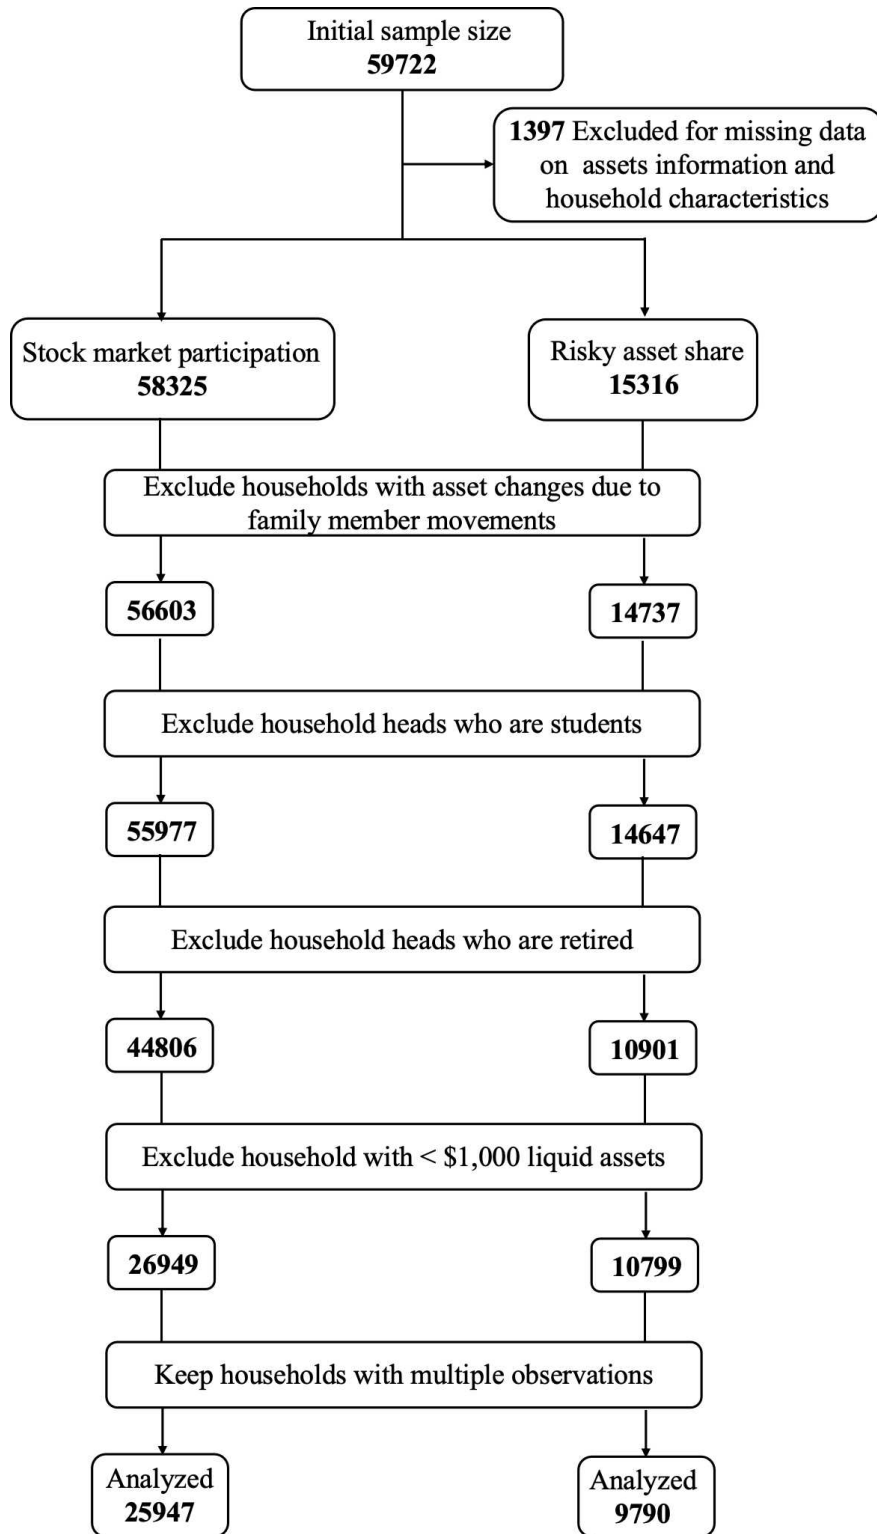 Initial sample size
59722
1397 Excluded for missing data
on assets information and
household characteristics
Stock market participation
58325
Risky asset share
15316
Exclude households with asset changes due to
family member movements
56603
14737
Exclude household heads who are students
55977
14647
Exclude household heads who are retired
44806
10901
Exclude household with < $1,000 liquid assets
26949
10799
Keep households with multiple observations
Analyzed
25947
Analyzed
9790